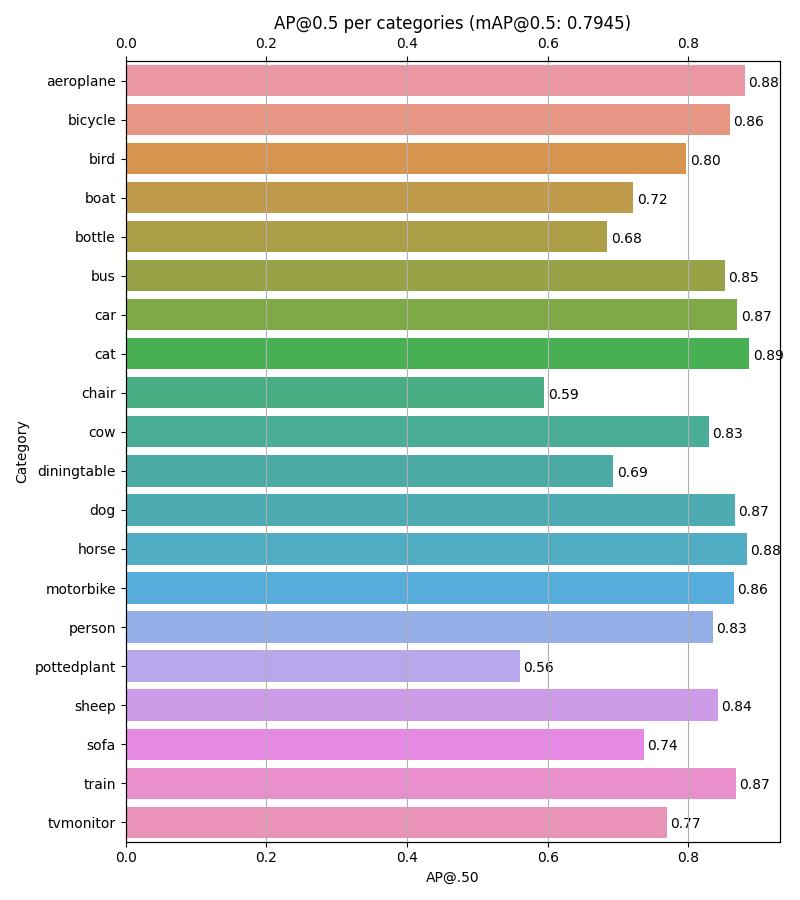 AP@0.5 per categories (mAP@0.5: 0.7945)
0.0 0.2 0.4 0.6 0.8
aeroplane 0.88
bicycle 0.86
bird 0.80
boat 0.72
bottle 0.68
bus 0.85
car 0.87
cat 0.89
chair 0.59
cow 0.83
Category
diningtable 0.69
dog 0.87
horse 0.88
motorbike 0.86
person 0.83
pottedplant 0.56
sheep 0.84
sofa 0.74
train 0.87
tvmonitor 0.77
0.0 0.2 0.4 0.6 0.8
AP@.50